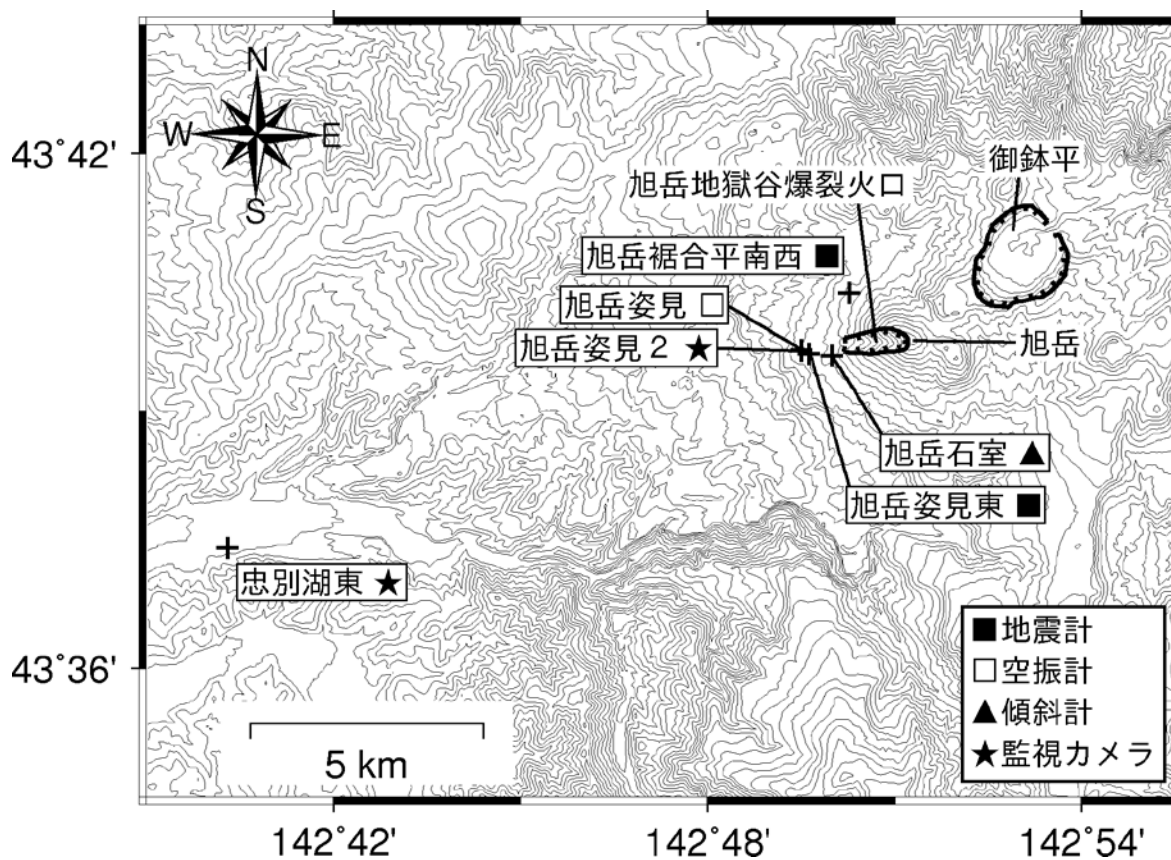 N
W
E
S
43°42'
御鉢平
旭岳地獄谷爆裂火口
旭岳裾合平南西 ■
旭岳姿見 □
旭岳姿見2 ★
旭岳
旭岳石室 ▲
旭岳姿見東 ■
忠別湖東 ★
43°36'
■地震計
□空振計
▲傾斜計
★監視カメラ
5 km
142°42'
142°48'
142°54'